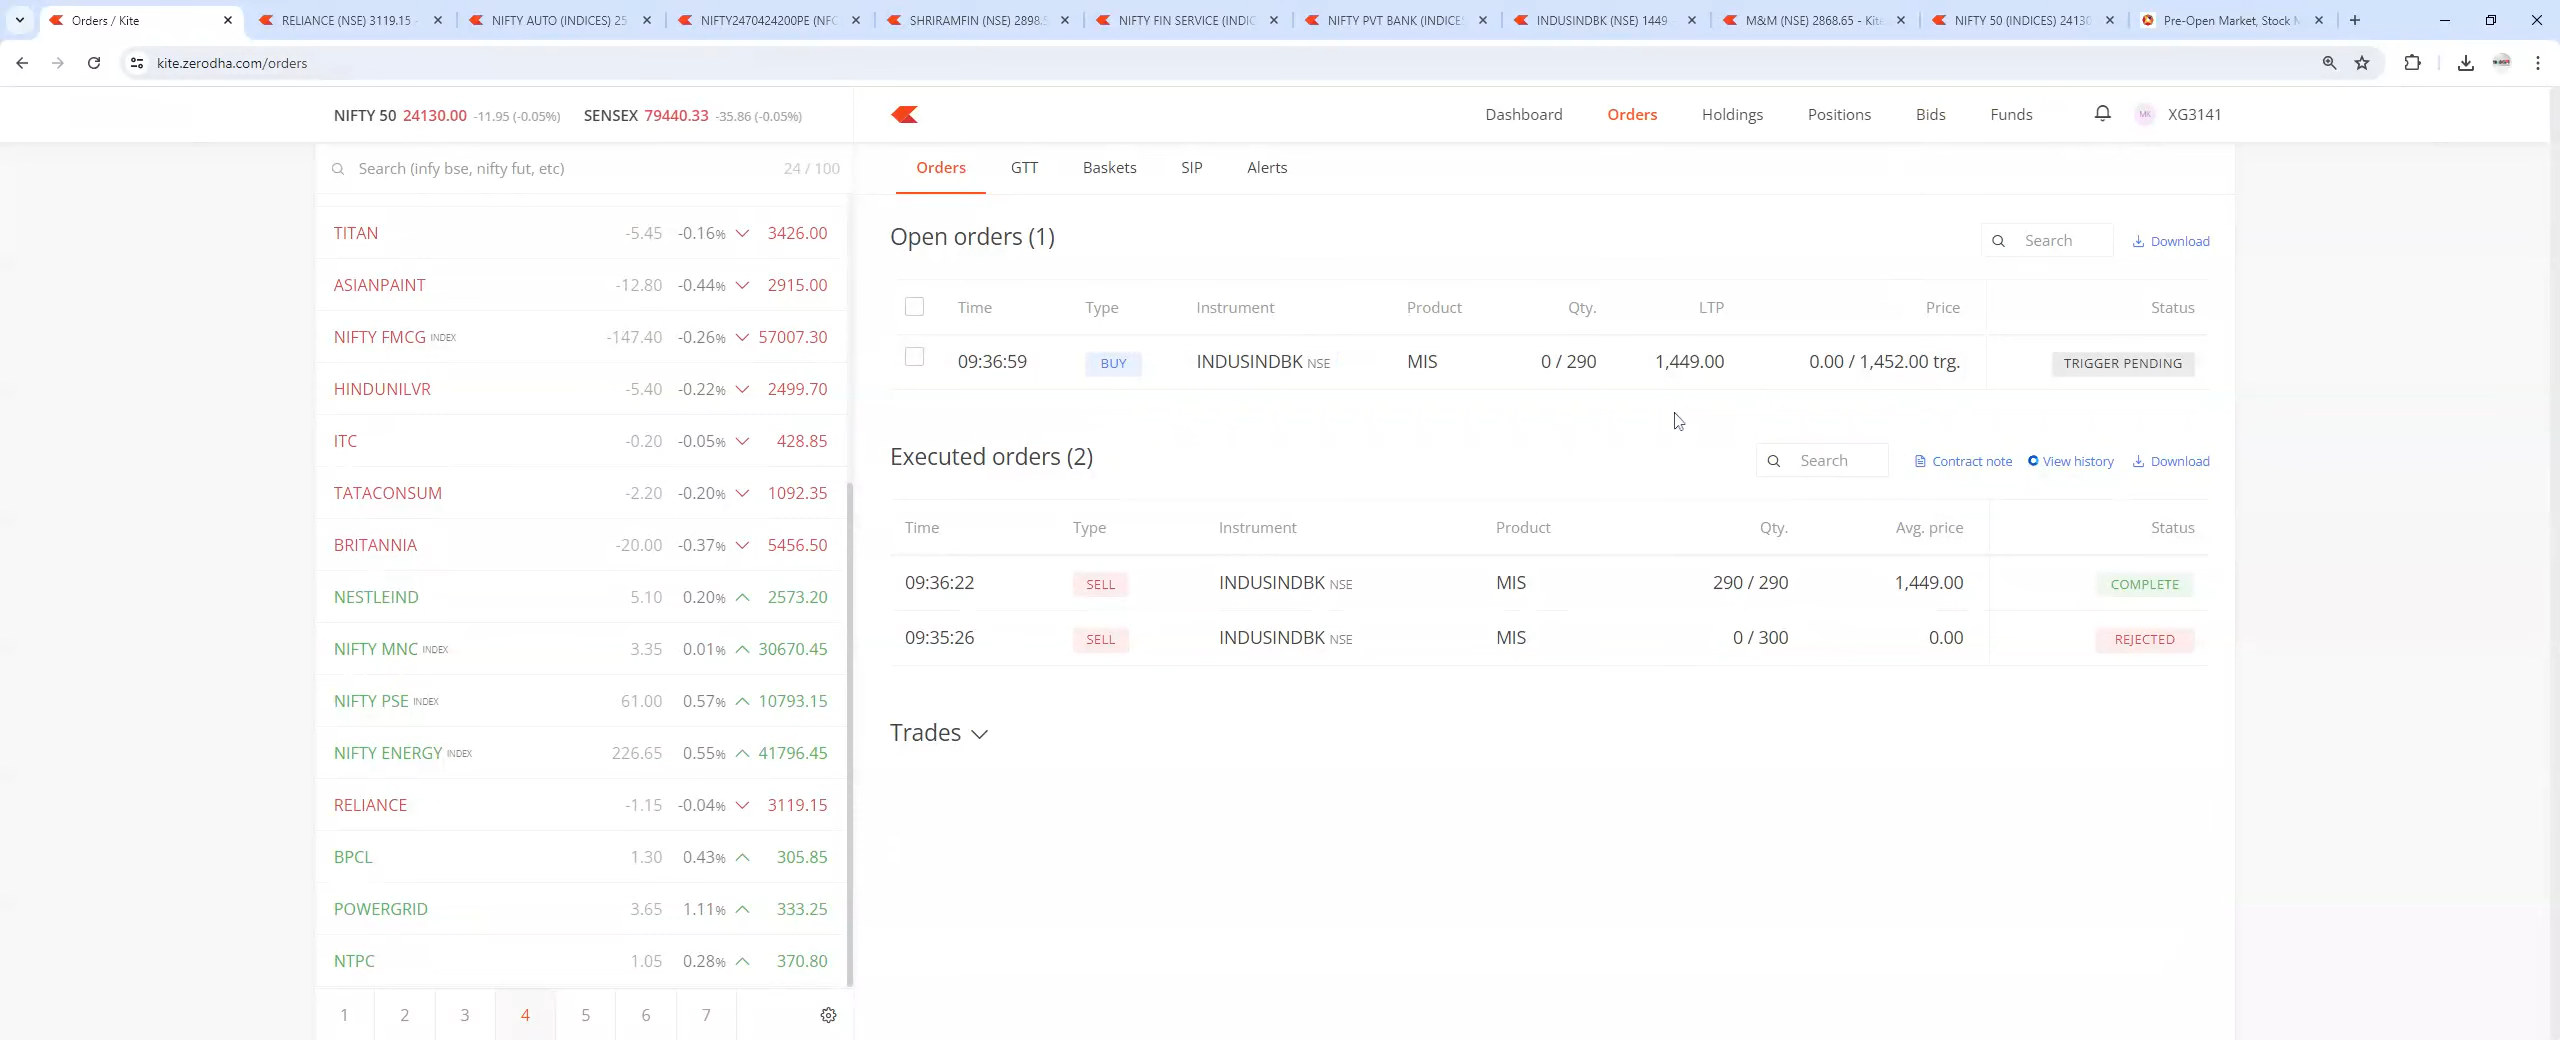 Orders / Kite
RELIANCE (NSE) 3119.15 -
NIFTY AUTO (INDICES) 25
NIFTY2470424200PE (NFO
SHRIRAMFIN (NSE) 2898.5
NIFTY FIN SERVICE (INDIC
NIFTY PVT BANK (INDICES
INDUSINDBK (NSE) 1449 -
M&M (NSE) 2868.65 - Kite
NIFTY 50 (INDICES) 24130
Pre-Open Market, Stock M
kite.zerodha.com/orders
NIFTY 50 24130.00 -11.95 (-0.05%) SENSEX 79440.33 -35.86 (-0.05%)
Dashboard Orders Holdings Positions Bids Funds MK XG3141
Search (infy bse, nifty fut, etc) 24 / 100
TITAN -5.45 -0.16% 3426.00
ASIANPAINT -12.80 -0.44% 2915.00
NIFTY FMCG INDEX -147.40 -0.26% 57007.30
HINDUNILVR -5.40 -0.22% 2499.70
ITC -0.20 -0.05% 428.85
TATACONSUM -2.20 -0.20% 1092.35
BRITANNIA -20.00 -0.37% 5456.50
NESTLEIND 5.10 0.20% 2573.20
NIFTY MNC INDEX 3.35 0.01% 30670.45
NIFTY PSE INDEX 61.00 0.57% 10793.15
NIFTY ENERGY INDEX 226.65 0.55% 41796.45
RELIANCE -1.15 -0.04% 3119.15
BPCL 1.30 0.43% 305.85
POWERGRID 3.65 1.11% 333.25
NTPC 1.05 0.28% 370.80
1 2 3 4 5 6 7
Orders GTT Baskets SIP Alerts
Open orders (1) Search Download
Time Type Instrument Product Qty. LTP Price Status
09:36:59 BUY INDUSINDBK NSE MIS 0 / 290 1,449.00 0.00 / 1,452.00 trg. TRIGGER PENDING
Executed orders (2) Search Contract note View history Download
Time Type Instrument Product Qty. Avg. price Status
09:36:22 SELL INDUSINDBK NSE MIS 290 / 290 1,449.00 COMPLETE
09:35:26 SELL INDUSINDBK NSE MIS 0 / 300 0.00 REJECTED
Trades